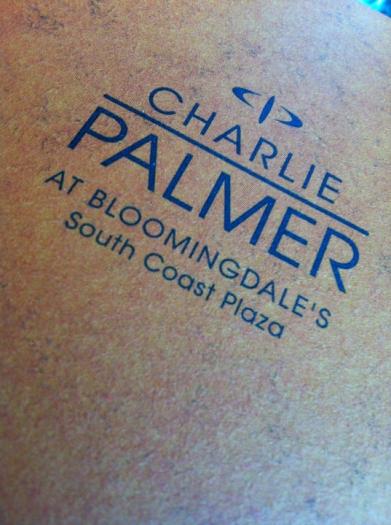 CHARLIE
PALMER
AT BLOOMINGDALE'S
South Coast Plaza